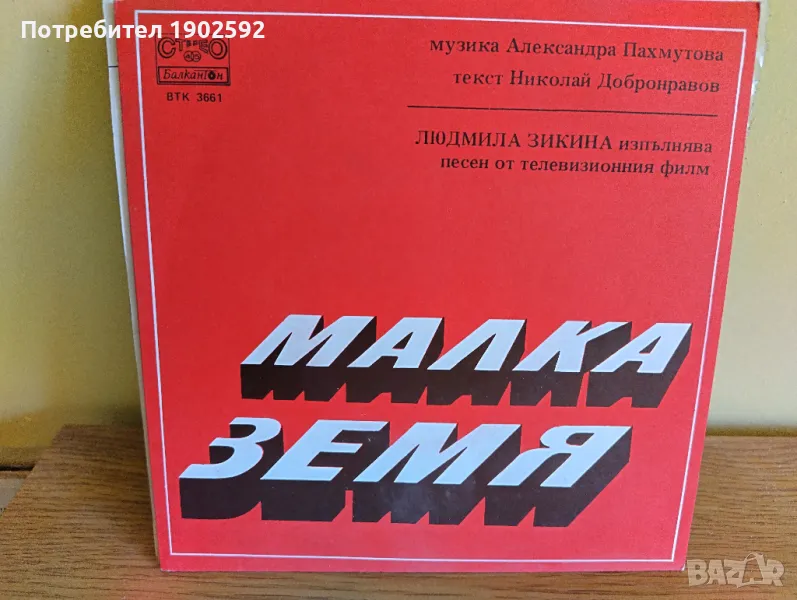 Потребител 1902592
СТЕРЕО
Балкантон
ВТК 3661
музика Александра Пахмутова
текст Николай Добронравов
ЛЮДМИЛА ЗИКИНА изпълнява
песен от телевизионния филм
МАЛКА
ЗЕМЯ
BAZAR